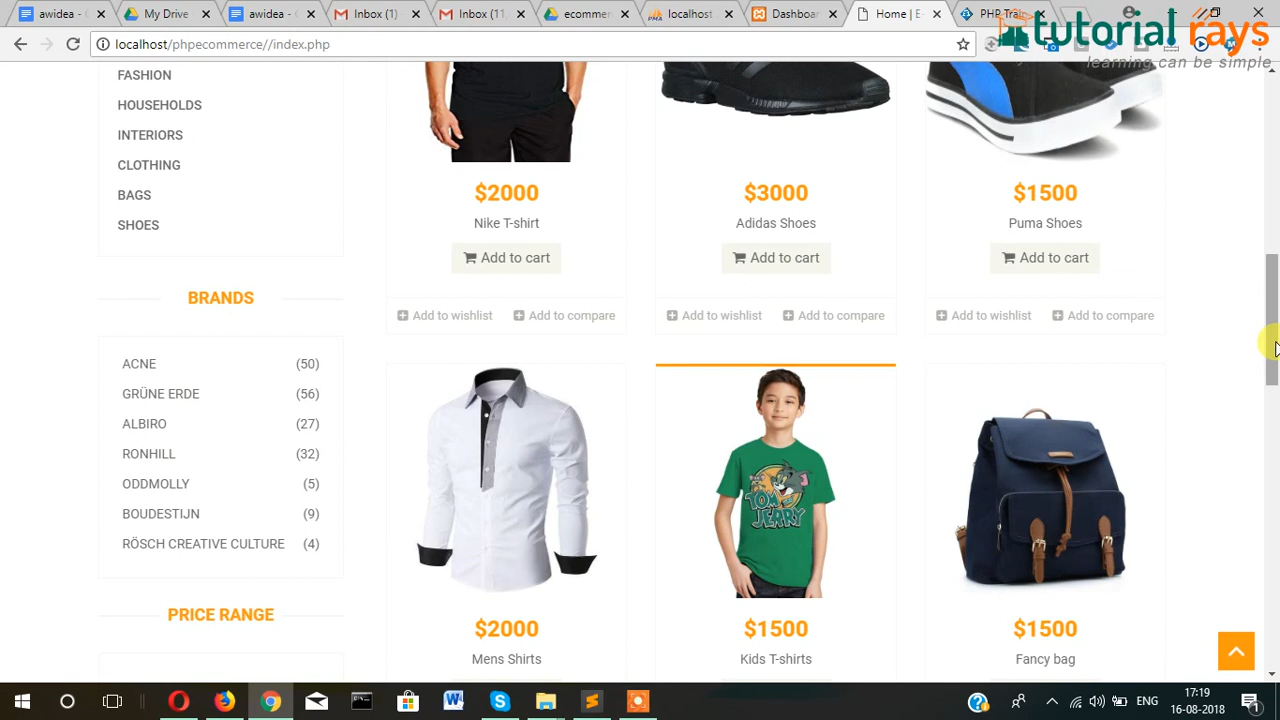 awidea
awidea
Inbox (1)
Inbox (11
ecommer
localhost
Dashboar
Home | E-
PHP Trai
tutorial rays
learning can be simple
localhost/phpecommerce//index.php
FASHION
HOUSEHOLDS
INTERIORS
CLOTHING
BAGS
SHOES
$2000
$3000
$1500
Nike T-shirt
Adidas Shoes
Puma Shoes
Add to cart
Add to cart
Add to cart
Add to wishlist
Add to compare
Add to wishlist
Add to compare
Add to wishlist
Add to compare
BRANDS
ACNE (50)
GRÜNE ERDE (56)
ALBIRO (27)
RONHILL (32)
ODDMOLLY (5)
BOUDESTIJN (9)
RÖSCH CREATIVE CULTURE (4)
PRICE RANGE
TOM and JERRY
$2000
$1500
$1500
Mens Shirts
Kids T-shirts
Fancy bag
ENG
17:19
16-08-2018